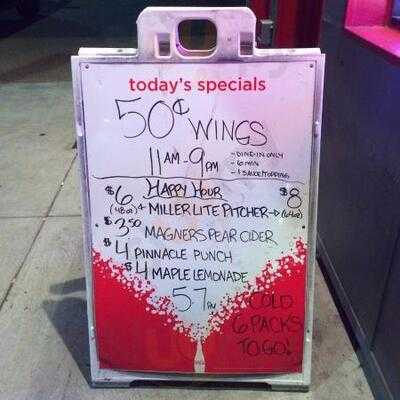 today's specials
50¢ WINGS
11AM - 9PM
- DINE-IN ONLY
- 6 MIN
- 1 SAUCE/TOPPING
HAPPY HOUR
$6 (48oz) ← MILLER LITE PITCHER → $8 (64oz)
$3.50 MAGNERS PEAR CIDER
$4 PINNACLE PUNCH
$4 MAPLE LEMONADE
5-7PM
COLD
6 PACKS
TO GO!